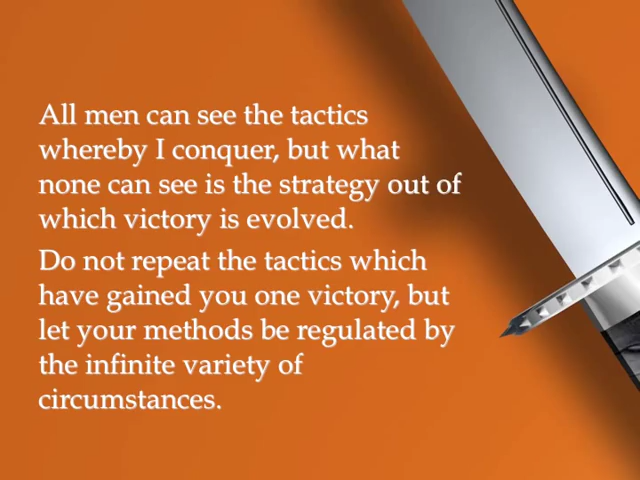 All men can see the tactics
whereby I conquer, but what
none can see is the strategy out of
which victory is evolved.
Do not repeat the tactics which
have gained you one victory, but
let your methods be regulated by
the infinite variety of
circumstances.